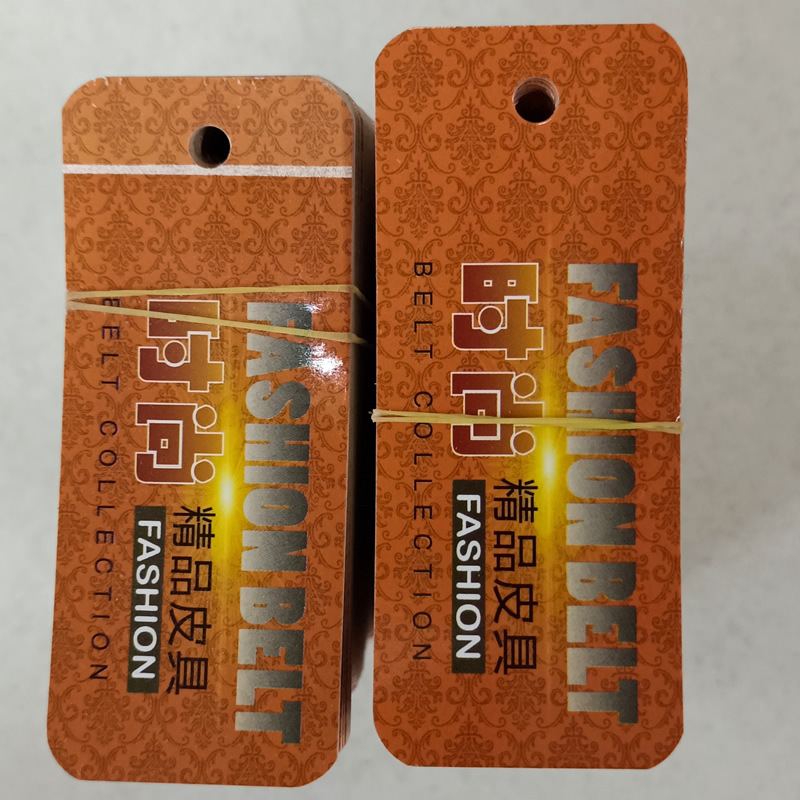 FASHION BELT
时尚
精品皮具
FASHION
BELT COLLECTION
FASHION BELT
时尚
精品皮具
FASHION
BELT COLLECTION